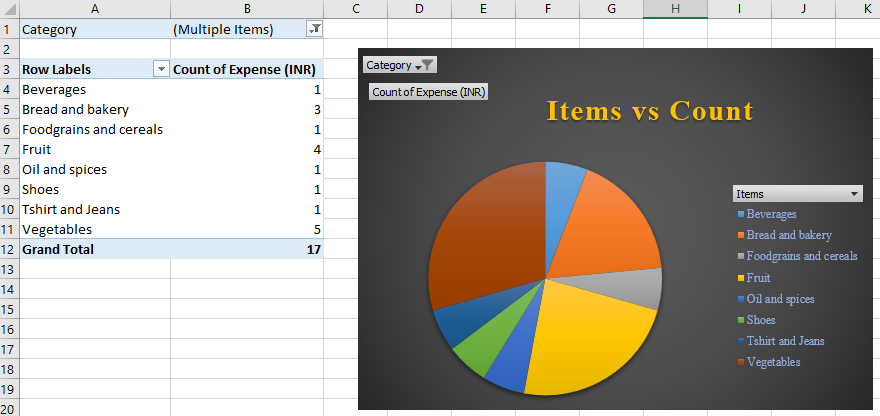 A B C D E F G H I J K
1 Category (Multiple Items)
2
3 Row Labels Count of Expense (INR)
4 Beverages 1
5 Bread and bakery 3
6 Foodgrains and cereals 1
7 Fruit 4
8 Oil and spices 1
9 Shoes 1
10 Tshirt and Jeans 1
11 Vegetables 5
12 Grand Total 17
13
14
15
16
17
18
19
20
Category
Count of Expense (INR)
Items vs Count
Items
Beverages
Bread and bakery
Foodgrains and cereals
Fruit
Oil and spices
Shoes
Tshirt and Jeans
Vegetables